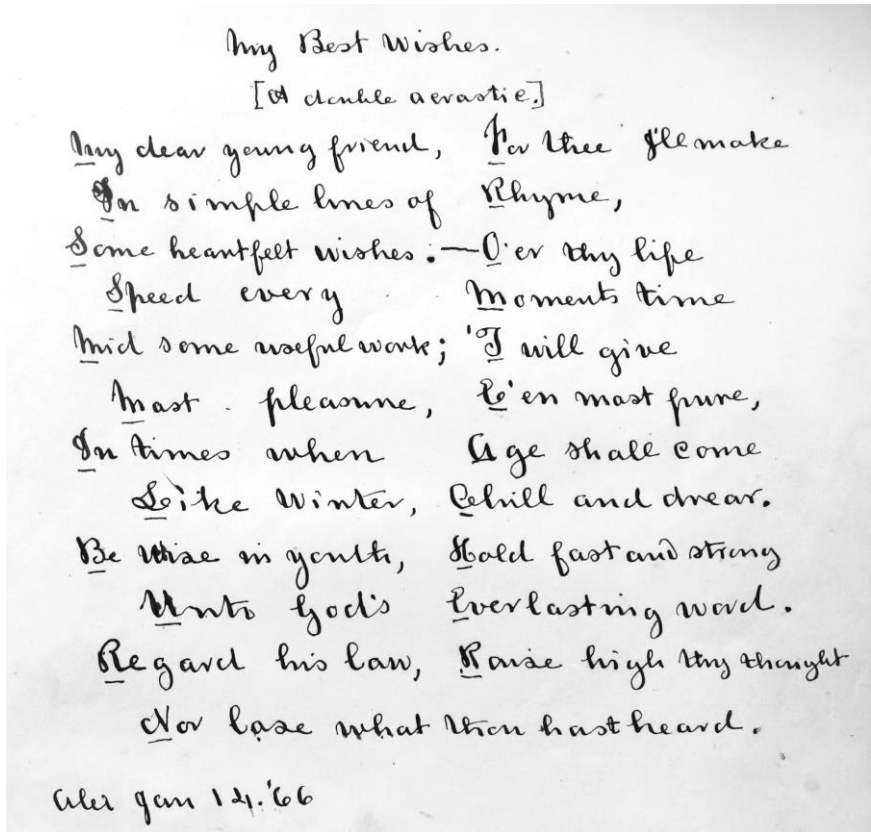 My Best Wishes.
[A double acrostic.]
My dear young friend, For thee I'le make
In simple lines of Rhyme,
Some heartfelt wishes:—O'er thy life
Speed every Moments time
Mid some useful work; 'T will give
Most pleasure, E'en most pure,
In times when Age shall come
Like Winter, Chill and drear.
Be Wise in youth, Hold fast and strong
Unto God's Everlasting word.
Regard his law, Raise high thy thought
Nor lose what thou hast heard.
Jan 14. '66